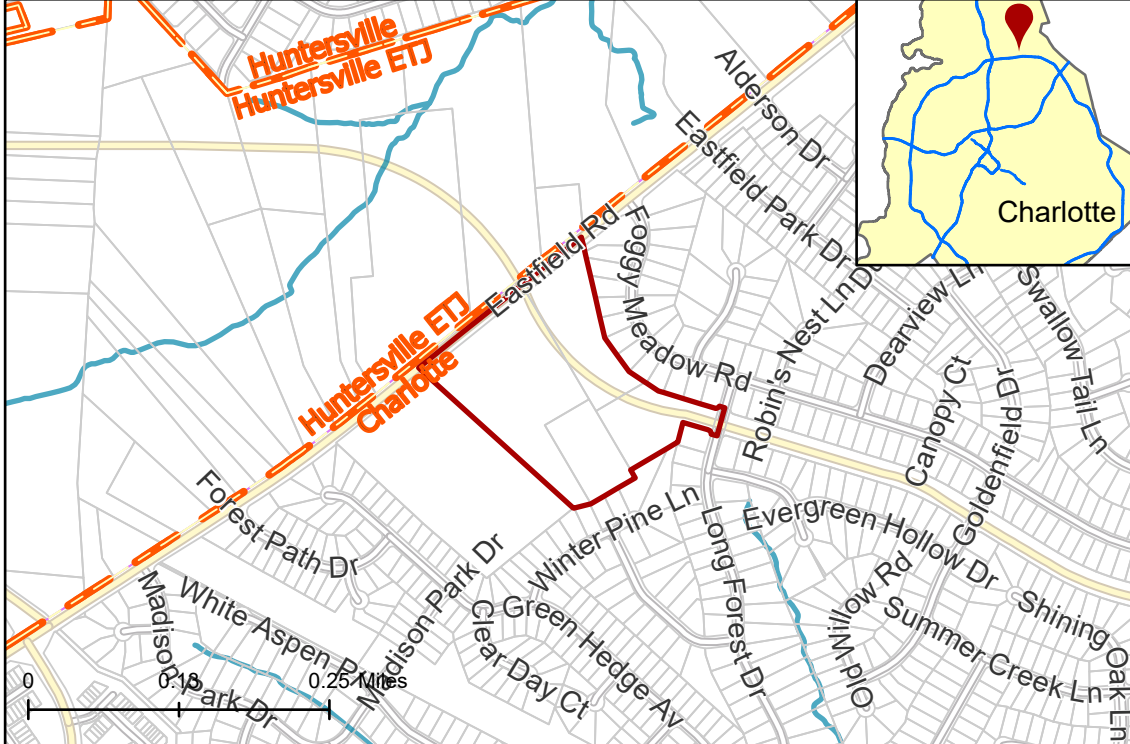 Huntersville
Huntersville ETJ
Alderson Dr
Eastfield Park Dr
Charlotte
Eastfield Rd
Foggy Meadow Rd
Robin's Nest Ln
Dearview Ln
Swallow Tail Ln
Huntersville ETJ
Charlotte
Canopy Ct
Goldenfield Dr
Forest Path Dr
Winter Pine Ln
Evergreen Hollow Dr
Long Forest Dr
Madison Park Dr
White Aspen
Madison Park Dr
Green Hedge Av
Clear Day Ct
Old Willow Rd
Summer Creek Ln
Shining Oak Ln
0
0.13
0.25 Miles